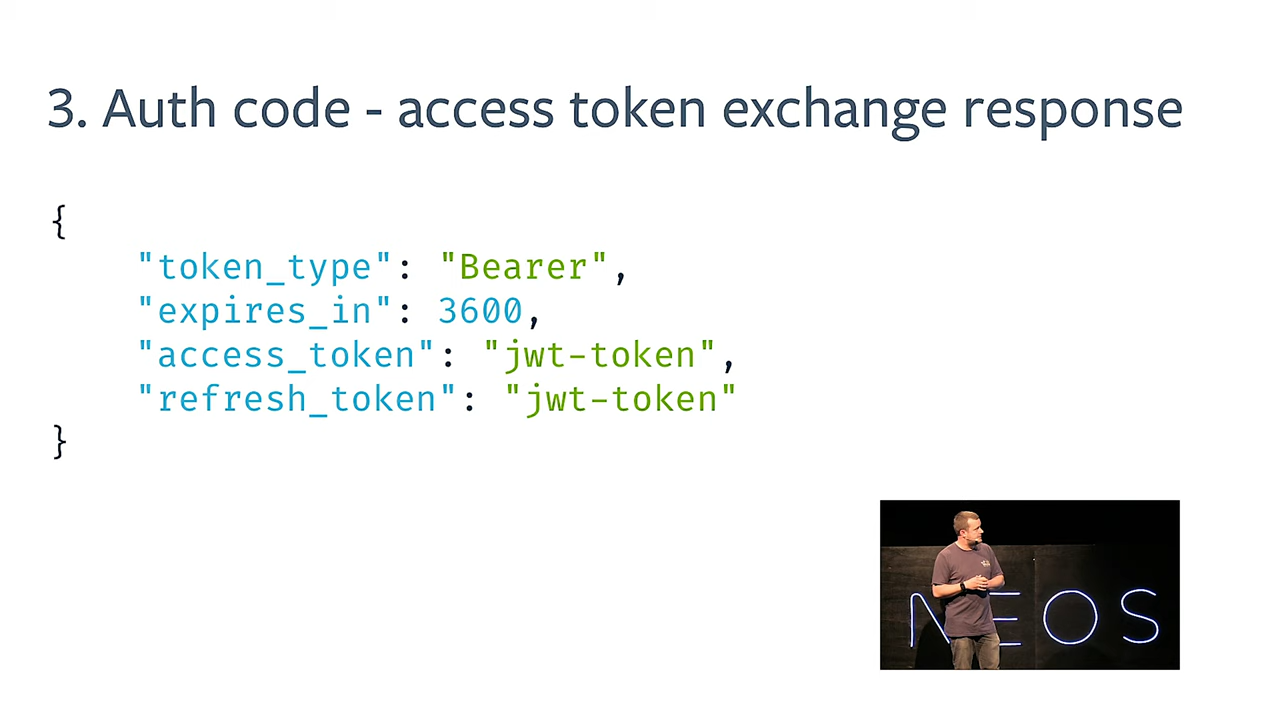 3. Auth code - access token exchange response
{
"token_type": "Bearer",
"expires_in": 3600,
"access_token": "jwt-token",
"refresh_token": "jwt-token"
}
NEOS